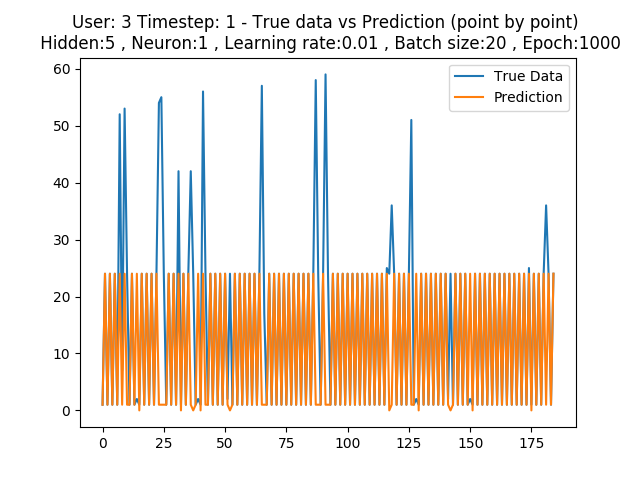 User: 3 Timestep: 1 - True data vs Prediction (point by point)
Hidden:5 , Neuron:1 , Learning rate:0.01 , Batch size:20 , Epoch:1000
True Data
Prediction
60
50
40
30
20
10
0
0 25 50 75 100 125 150 175